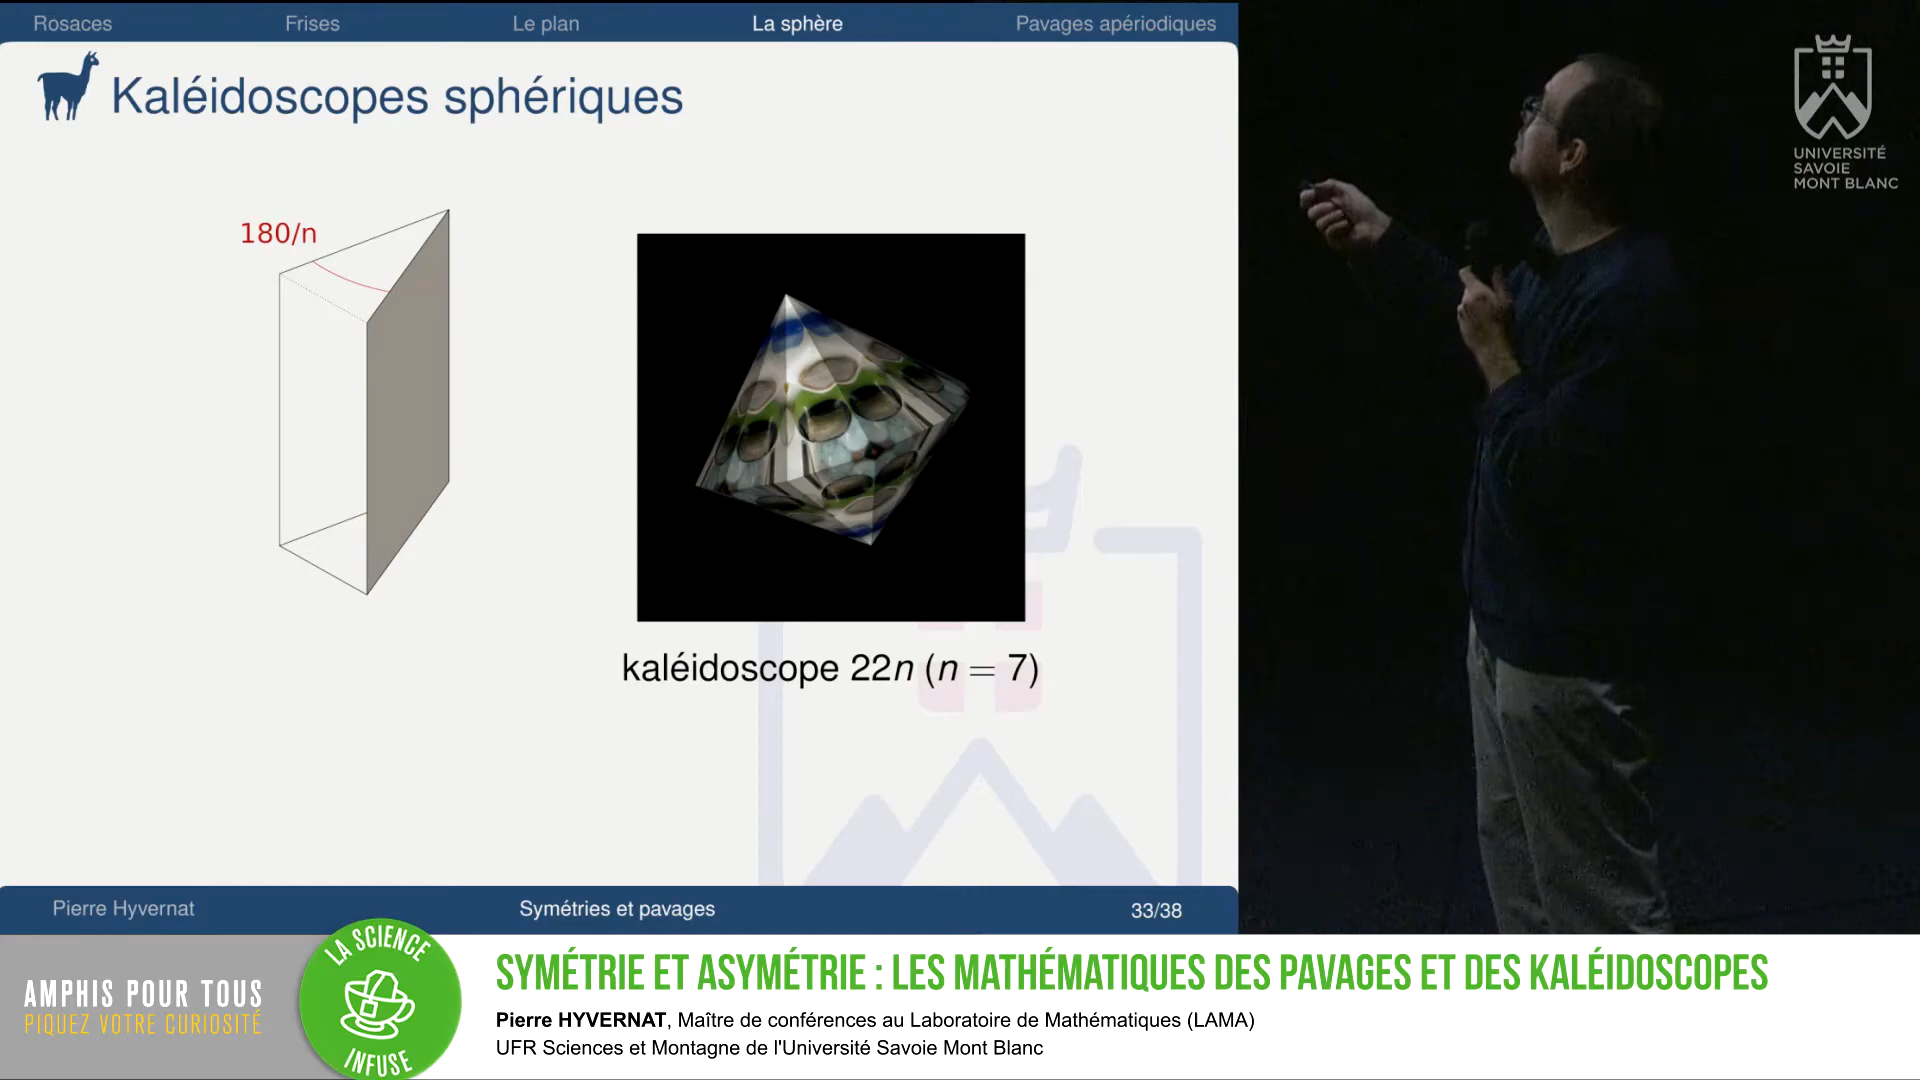 Rosaces Frises Le plan La sphère Pavages apériodiques
Kaléidoscopes sphériques
180/n
kaléidoscope 22n (n = 7)
Pierre Hyvernat Symétries et pavages 33/38
UNIVERSITÉ
SAVOIE
MONT BLANC
AMPHIS POUR TOUS
PIQUEZ VOTRE CURIOSITÉ
LA SCIENCE
INFUSE
SYMÉTRIE ET ASYMÉTRIE : LES MATHÉMATIQUES DES PAVAGES ET DES KALÉIDOSCOPES
Pierre HYVERNAT, Maître de conférences au Laboratoire de Mathématiques (LAMA)
UFR Sciences et Montagne de l'Université Savoie Mont Blanc